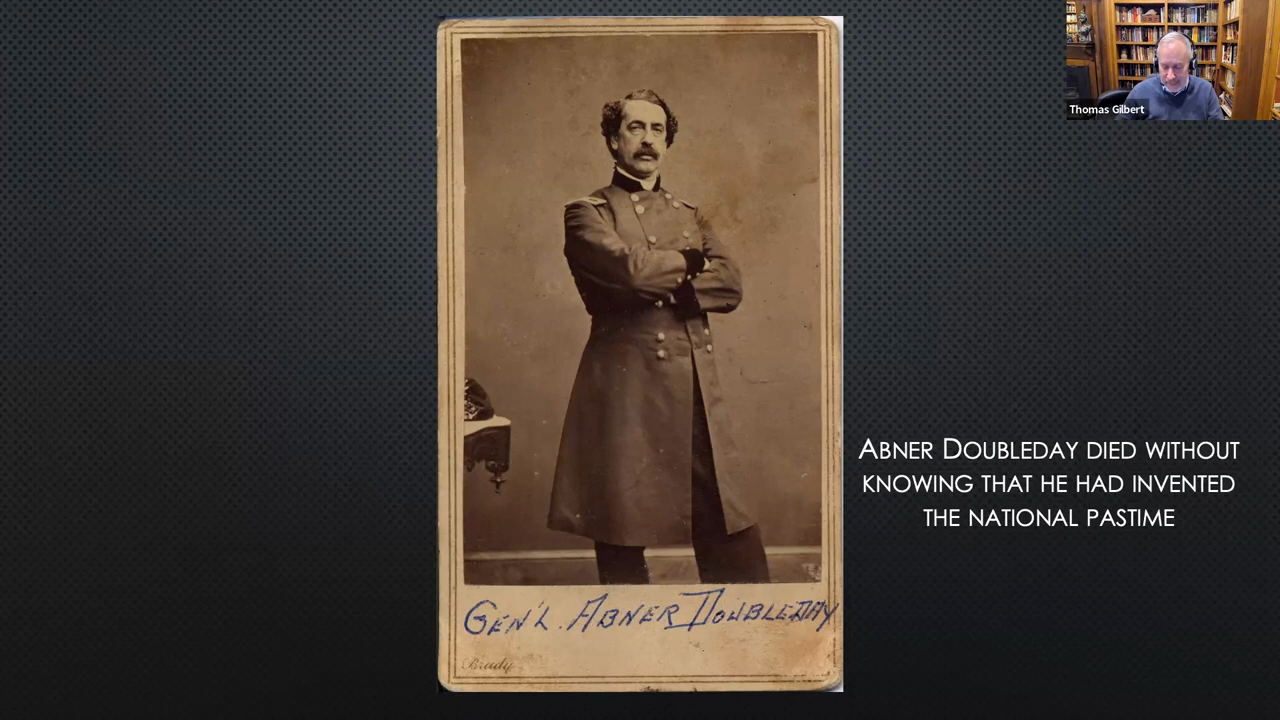 Thomas Gilbert
ABNER DOUBLEDAY DIED WITHOUT
KNOWING THAT HE HAD INVENTED
THE NATIONAL PASTIME
GEN'L. ABNER DOUBLEDAY
Brady